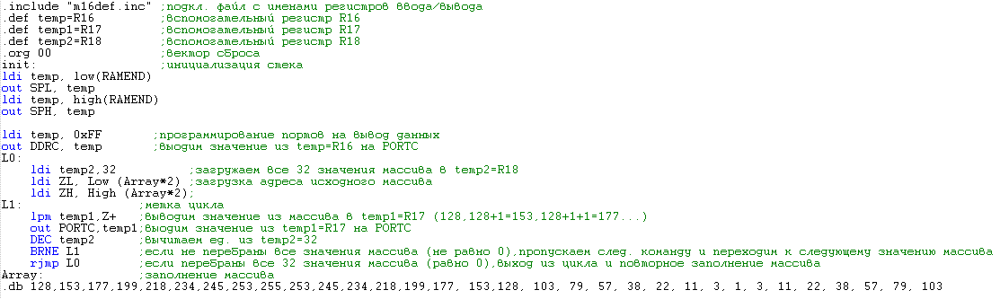 .include "m16def.inc" ;подкл. файл с именами регистров ввода/вывода
.def temp=R16 ;вспомогательный регистр R16
.def temp1=R17 ;вспомогательный регистр R17
.def temp2=R18 ;вспомогательный регистр R18
.org 00 ;вектор сброса
init: ;инициализация стека
ldi temp, low(RAMEND)
out SPL, temp
ldi temp, high(RAMEND)
out SPH, temp
ldi temp, 0xFF ;программирование портов на вывод данных
out DDRC, temp ;выодим значение из temp=R16 на PORTC
L0:
ldi temp2,32 ;загружаем все 32 значения массива в temp2=R18
ldi ZL, Low (Array*2) ;загрузка адреса исходного массива
ldi ZH, High (Array*2);
L1: ;метка цикла
lpm temp1,Z+ ;выводим значение из массива в temp1=R17 (128,128+1=153,128+1+1=177...)
out PORTC,temp1;выодим значение из temp1=R17 на PORTC
DEC temp2 ;вычитаем ед. из temp2=32
BRNE L1 ;если не перебраны все значения массива (не равно 0),пропускаем след. команду и переходим к следующему значению массива
rjmp L0 ;если перебраны все 32 значения массива (равно 0),выход из цикла и повторное заполнение массива
Array: ;заполнение массива
.db 128,153,177,199,218,234,245,253,255,253,245,234,218,199,177, 153,128, 103, 79, 57, 38, 22, 11, 3, 1, 3, 11, 22, 38, 57, 79, 103